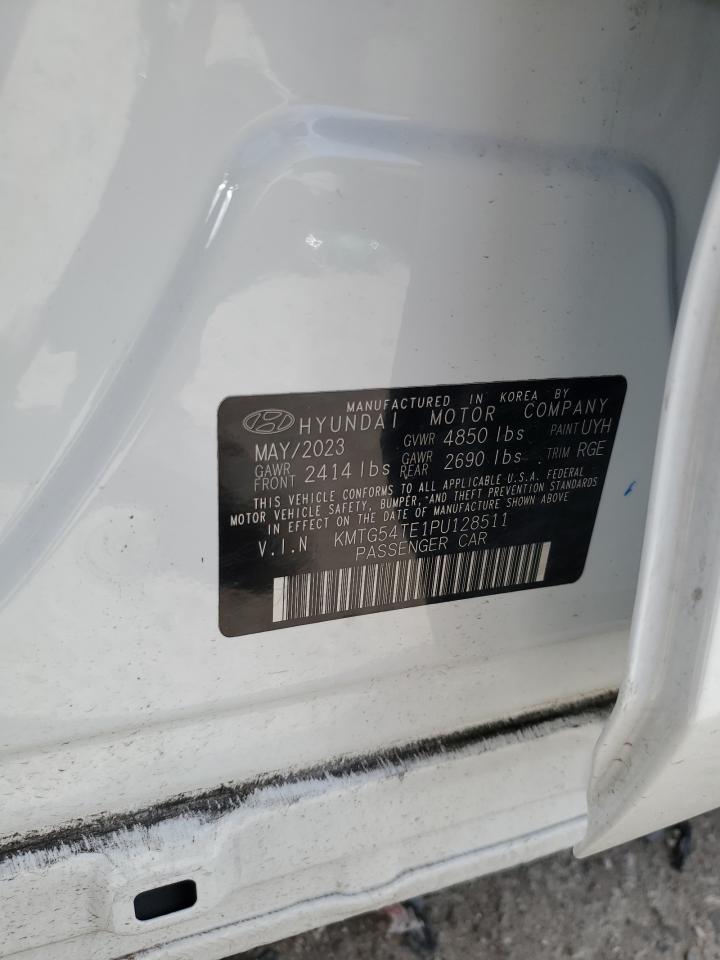 MANUFACTURED IN KOREA BY
HYUNDAI MOTOR COMPANY
MAY/2023 GVWR 4850 lbs PAINT UYH
GAWR FRONT 2414 lbs GAWR REAR 2690 lbs TRIM RGE
THIS VEHICLE CONFORMS TO ALL APPLICABLE U.S.A. FEDERAL
MOTOR VEHICLE SAFETY, BUMPER, AND THEFT PREVENTION STANDARDS
IN EFFECT ON THE DATE OF MANUFACTURE SHOWN ABOVE
V.I.N KMTG54TE1PU128511
PASSENGER CAR